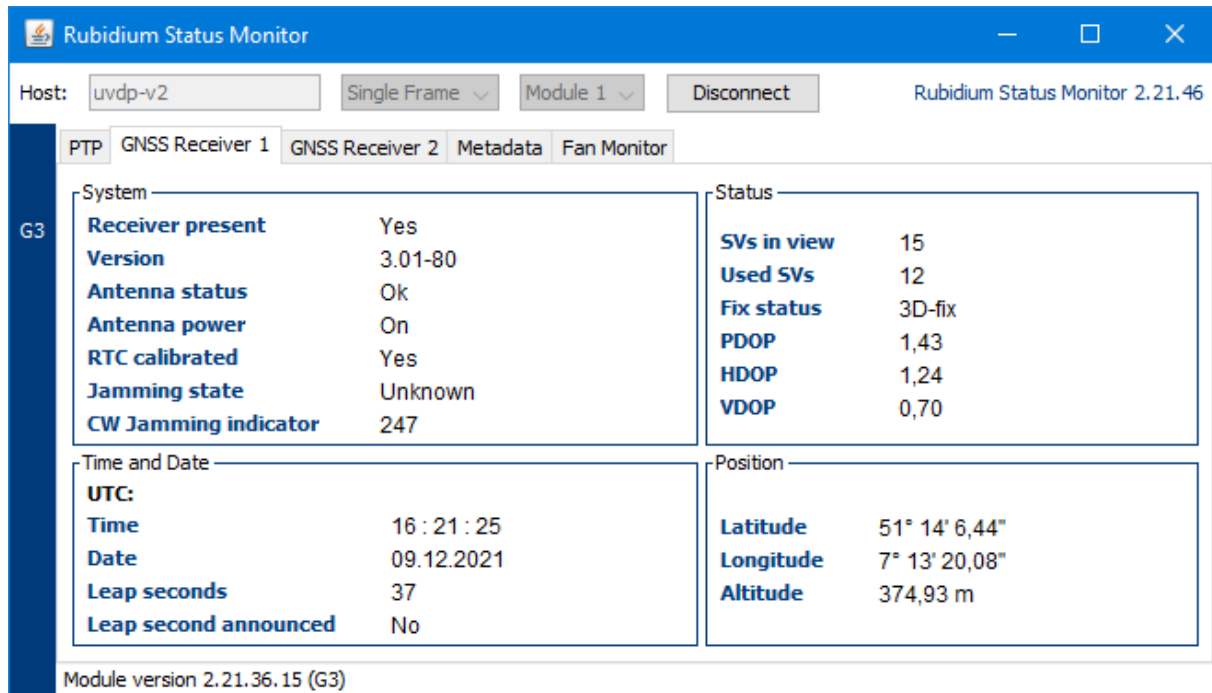 Rubidium Status Monitor
Host: uvdp-v2 Single Frame Module 1 Disconnect Rubidium Status Monitor 2.21.46
PTP GNSS Receiver 1 GNSS Receiver 2 Metadata Fan Monitor
G3
System
Receiver present Yes
Version 3.01-80
Antenna status Ok
Antenna power On
RTC calibrated Yes
Jamming state Unknown
CW Jamming indicator 247
Status
SVs in view 15
Used SVs 12
Fix status 3D-fix
PDOP 1,43
HDOP 1,24
VDOP 0,70
Time and Date
UTC:
Time 16 : 21 : 25
Date 09.12.2021
Leap seconds 37
Leap second announced No
Position
Latitude 51° 14' 6,44"
Longitude 7° 13' 20,08"
Altitude 374,93 m
Module version 2.21.36.15 (G3)